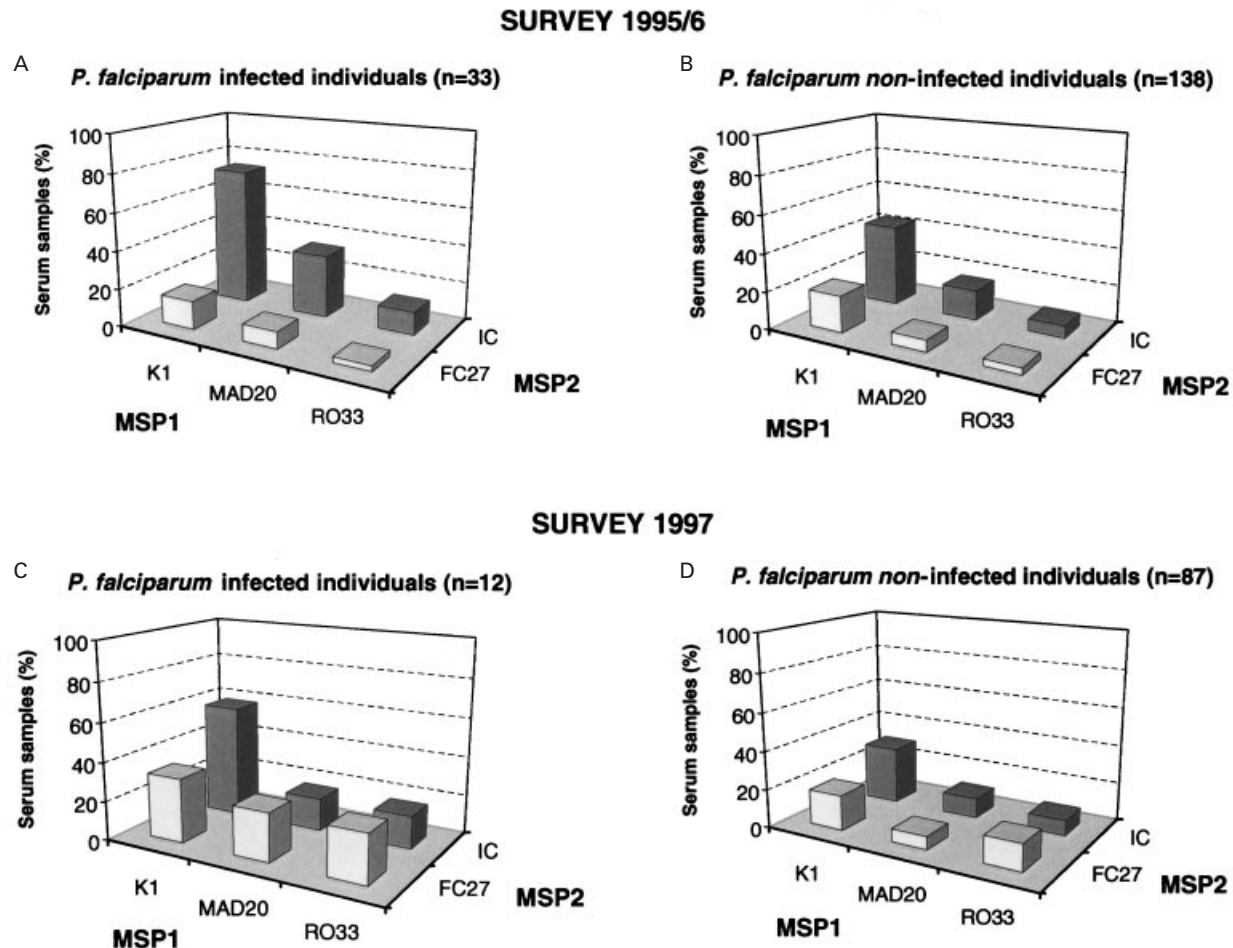 SURVEY 1995/6
A
P. falciparum infected individuals (n=33)
Serum samples (%)
100
80
60
40
20
0
K1
MAD20
RO33
MSP1
IC
FC27
MSP2
B
P. falciparum non-infected individuals (n=138)
Serum samples (%)
100
80
60
40
20
0
K1
MAD20
RO33
MSP1
IC
FC27
MSP2
SURVEY 1997
C
P. falciparum infected individuals (n=12)
Serum samples (%)
100
80
60
40
20
0
K1
MAD20
RO33
MSP1
IC
FC27
MSP2
D
P. falciparum non-infected individuals (n=87)
Serum samples (%)
100
80
60
40
20
0
K1
MAD20
RO33
MSP1
IC
FC27
MSP2